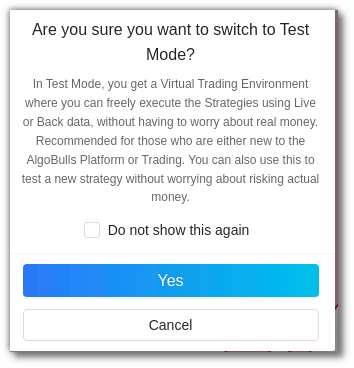 Are you sure you want to switch to Test
Mode?
In Test Mode, you get a Virtual Trading Environment
where you can freely execute the Strategies using Live
or Back data, without having to worry about real money.
Recommended for those who are either new to the
AlgoBulls Platform or Trading. You can also use this to
test a new strategy without worrying about risking actual
money.
Do not show this again
Yes
Cancel